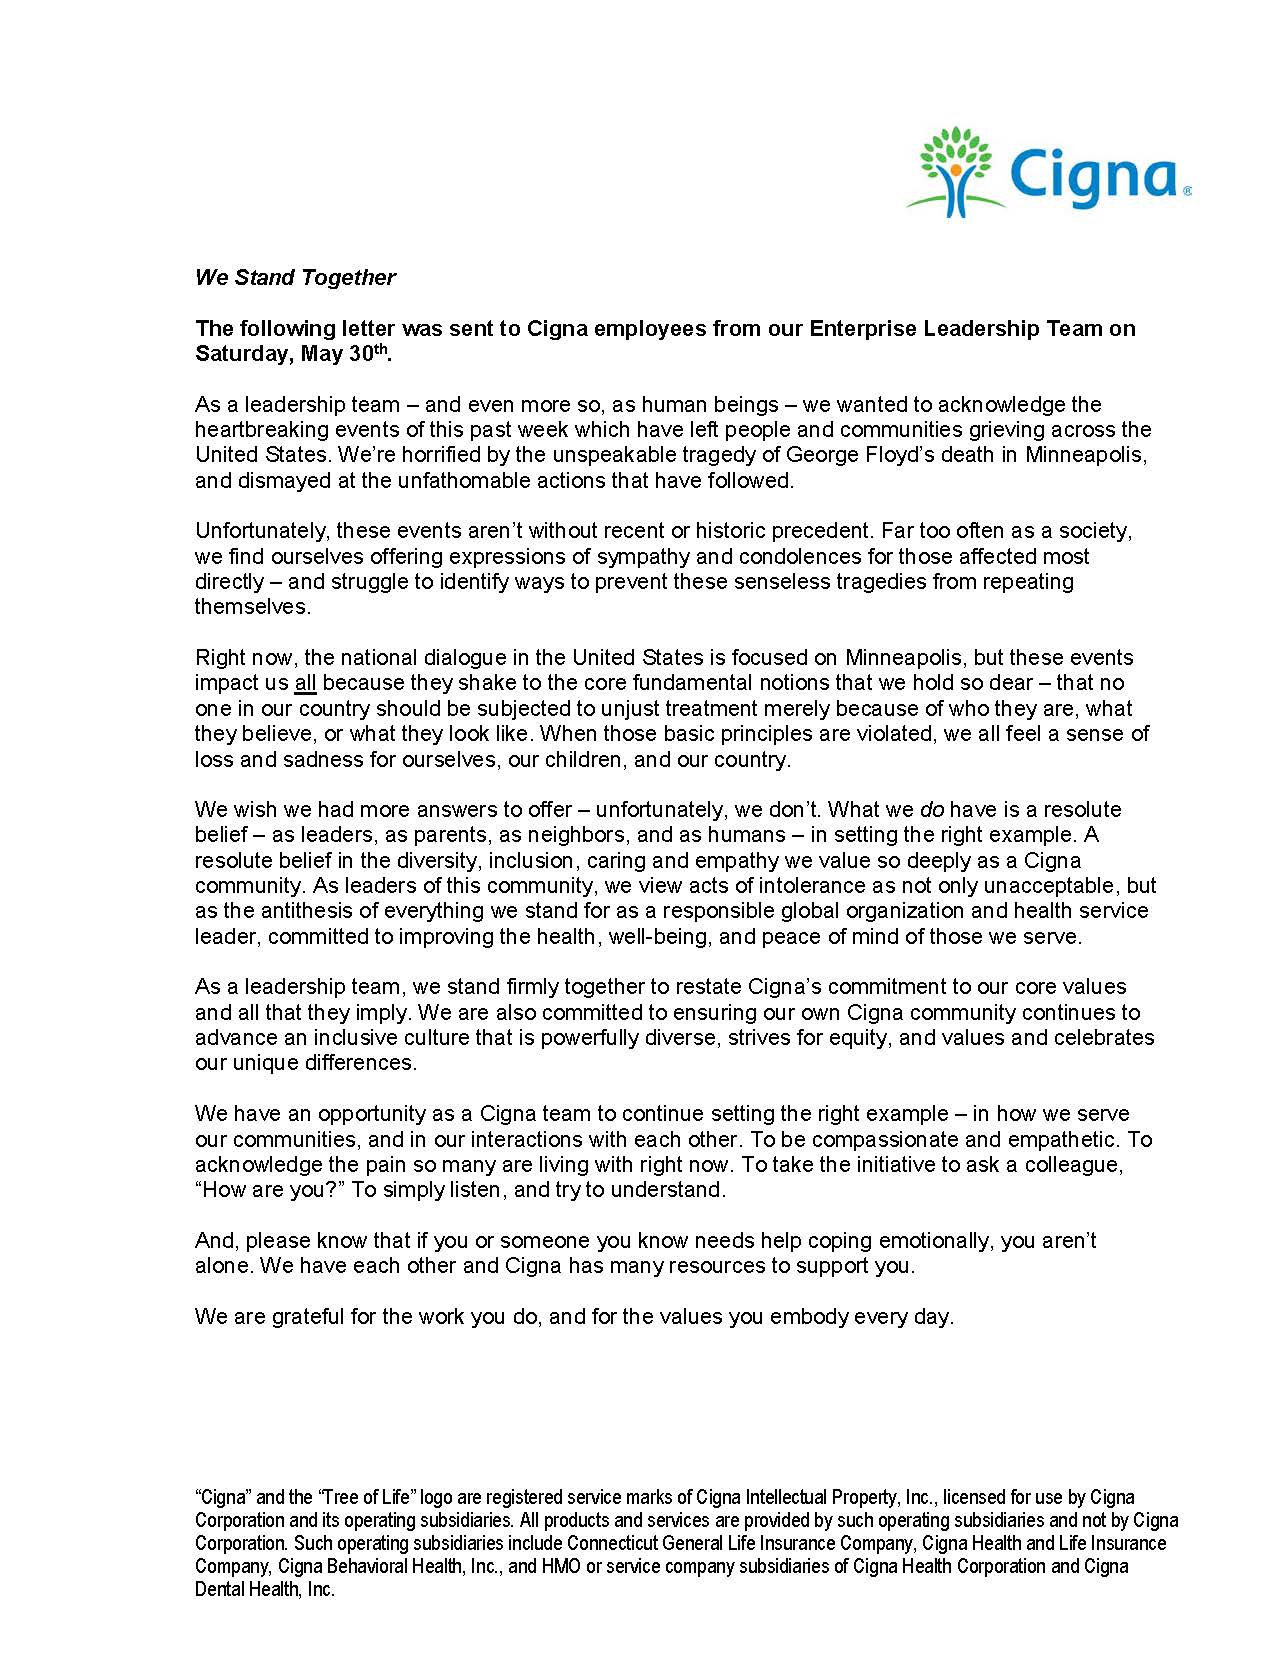 Cigna®
We Stand Together
The following letter was sent to Cigna employees from our Enterprise Leadership Team on
Saturday, May 30th.
As a leadership team – and even more so, as human beings – we wanted to acknowledge the
heartbreaking events of this past week which have left people and communities grieving across the
United States. We’re horrified by the unspeakable tragedy of George Floyd’s death in Minneapolis,
and dismayed at the unfathomable actions that have followed.
Unfortunately, these events aren’t without recent or historic precedent. Far too often as a society,
we find ourselves offering expressions of sympathy and condolences for those affected most
directly – and struggle to identify ways to prevent these senseless tragedies from repeating
themselves.
Right now, the national dialogue in the United States is focused on Minneapolis, but these events
impact us all because they shake to the core fundamental notions that we hold so dear – that no
one in our country should be subjected to unjust treatment merely because of who they are, what
they believe, or what they look like. When those basic principles are violated, we all feel a sense of
loss and sadness for ourselves, our children, and our country.
We wish we had more answers to offer – unfortunately, we don’t. What we do have is a resolute
belief – as leaders, as parents, as neighbors, and as humans – in setting the right example. A
resolute belief in the diversity, inclusion, caring and empathy we value so deeply as a Cigna
community. As leaders of this community, we view acts of intolerance as not only unacceptable, but
as the antithesis of everything we stand for as a responsible global organization and health service
leader, committed to improving the health, well-being, and peace of mind of those we serve.
As a leadership team, we stand firmly together to restate Cigna’s commitment to our core values
and all that they imply. We are also committed to ensuring our own Cigna community continues to
advance an inclusive culture that is powerfully diverse, strives for equity, and values and celebrates
our unique differences.
We have an opportunity as a Cigna team to continue setting the right example – in how we serve
our communities, and in our interactions with each other. To be compassionate and empathetic. To
acknowledge the pain so many are living with right now. To take the initiative to ask a colleague,
“How are you?” To simply listen, and try to understand.
And, please know that if you or someone you know needs help coping emotionally, you aren’t
alone. We have each other and Cigna has many resources to support you.
We are grateful for the work you do, and for the values you embody every day.
“Cigna” and the “Tree of Life” logo are registered service marks of Cigna Intellectual Property, Inc., licensed for use by Cigna
Corporation and its operating subsidiaries. All products and services are provided by such operating subsidiaries and not by Cigna
Corporation. Such operating subsidiaries include Connecticut General Life Insurance Company, Cigna Health and Life Insurance
Company, Cigna Behavioral Health, Inc., and HMO or service company subsidiaries of Cigna Health Corporation and Cigna
Dental Health, Inc.